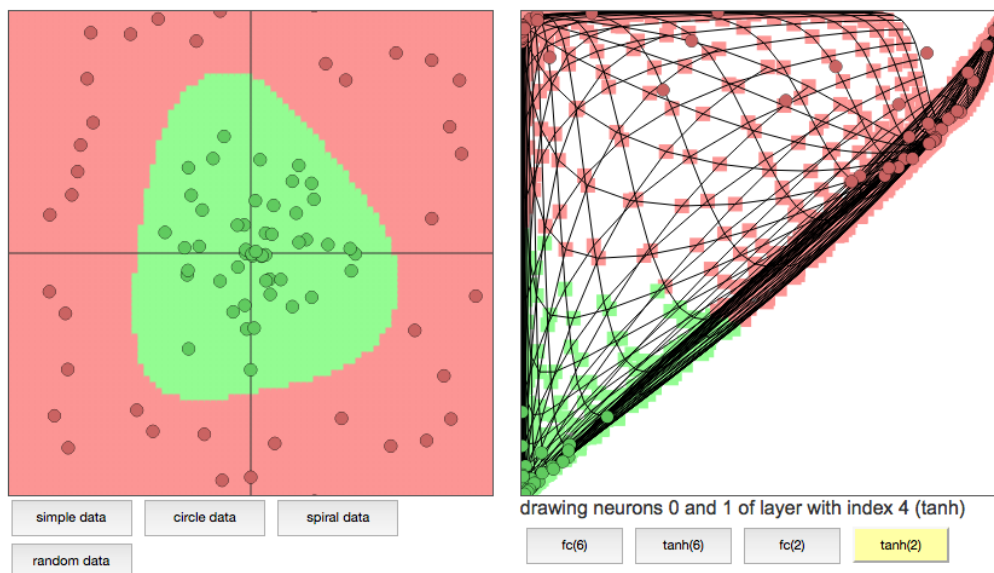 simple data
circle data
spiral data
random data
drawing neurons 0 and 1 of layer with index 4 (tanh)
fc(6)
tanh(6)
fc(2)
tanh(2)